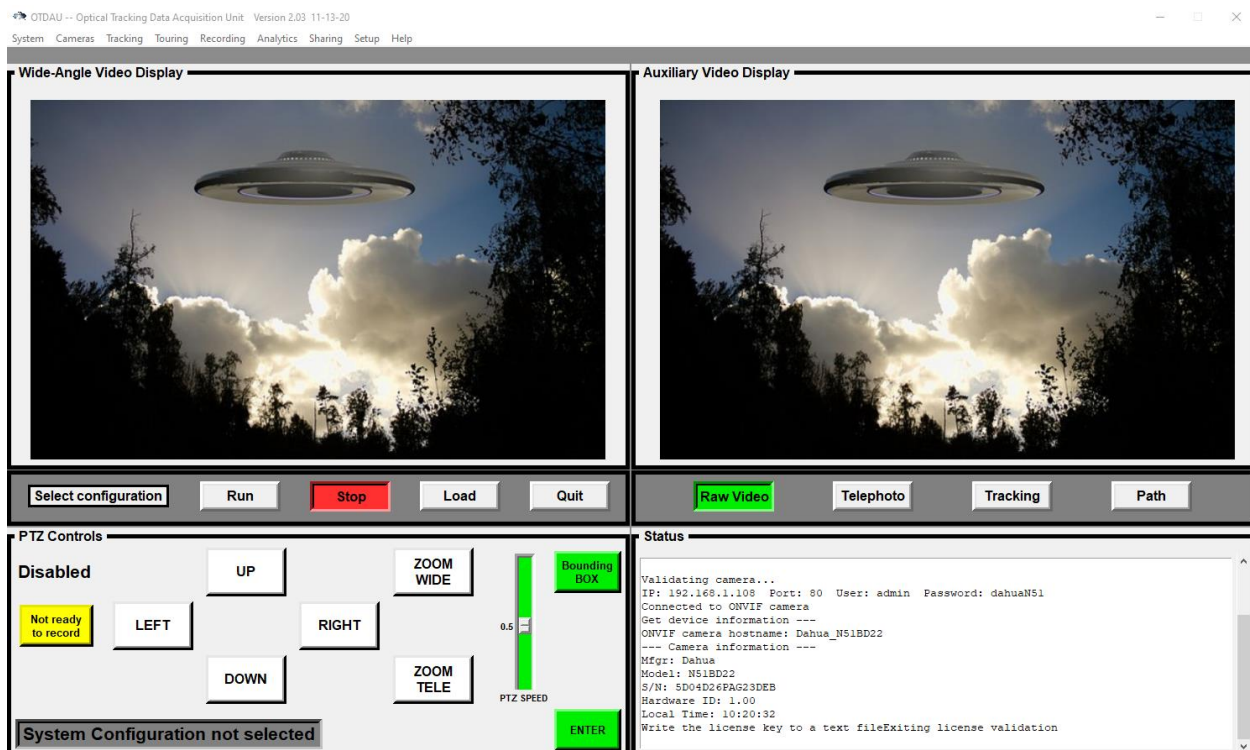 OTDAU -- Optical Tracking Data Acquisition Unit Version 2.03 11-13-20
System Cameras Tracking Touring Recording Analytics Sharing Setup Help
Wide-Angle Video Display
Auxiliary Video Display
Select configuration Run Stop Load Quit
Raw Video Telephoto Tracking Path
PTZ Controls
Disabled
UP
ZOOM
WIDE
Bounding
BOX
Not ready
to record
LEFT
RIGHT
0.5
DOWN
ZOOM
TELE
PTZ SPEED
System Configuration not selected
ENTER
Status
Validating camera...
IP: 192.168.1.108 Port: 80 User: admin Password: dahuaN51
Connected to ONVIF camera
Get device information ---
ONVIF camera hostname: Dahua_N51BD22
--- Camera information ---
Mfgr: Dahua
Model: N51BD22
S/N: 5D04D26PAG23DEB
Hardware ID: 1.00
Local Time: 10:20:32
Write the license key to a text fileExiting license validation